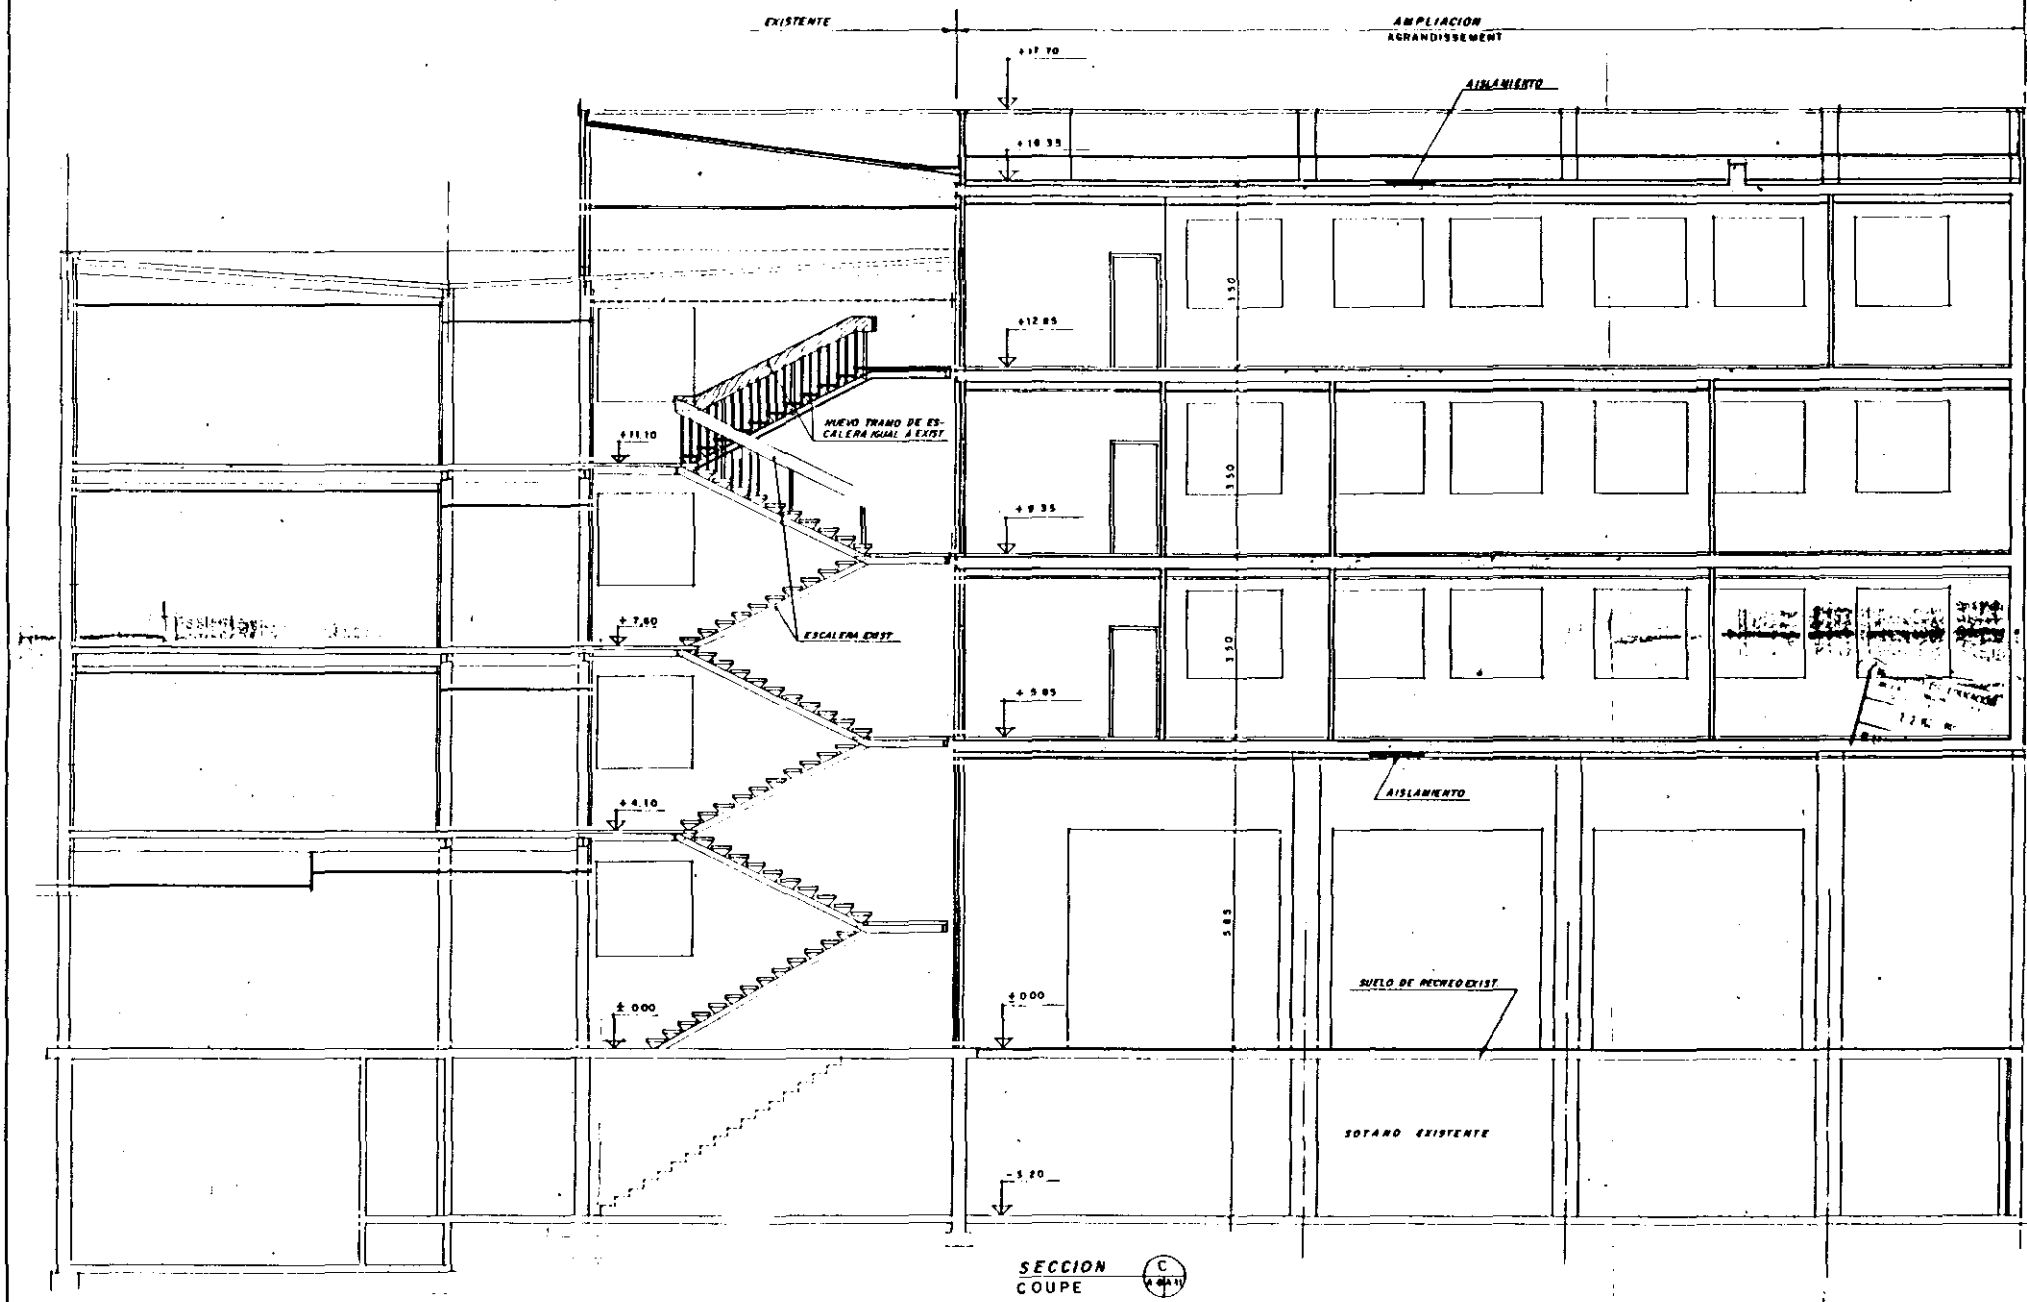 EXISTENTE
AMPLIACION
AGRANDISSEMENT
+17.70
AISLAMIENTO
+16.35
3.50
+12.85
NUEVO TRAMO DE ES-
CALERA IGUAL A EXIST
+11.10
3.50
+9.35
ESCALERA EXIST
+7.60
3.50
+5.85
AISLAMIENTO
+4.10
5.85
SUELO DE RECREO EXIST.
± 0.00
± 0.00
SOTANO EXISTENTE
-3.20
SECCION
COUPE
C